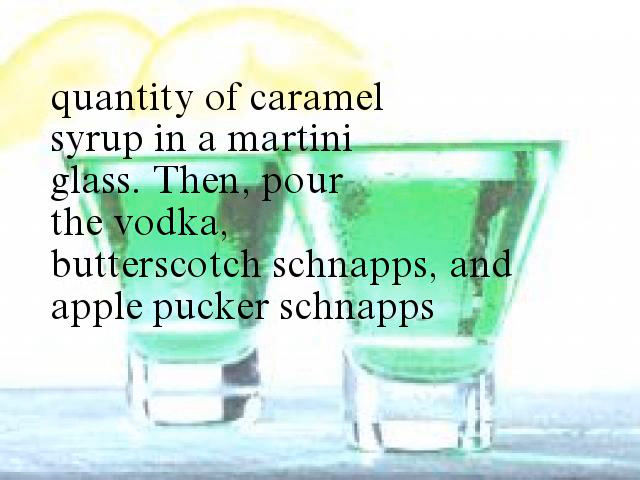 quantity of caramel
syrup in a martini
glass. Then, pour
the vodka,
butterscotch schnapps, and
apple pucker schnapps